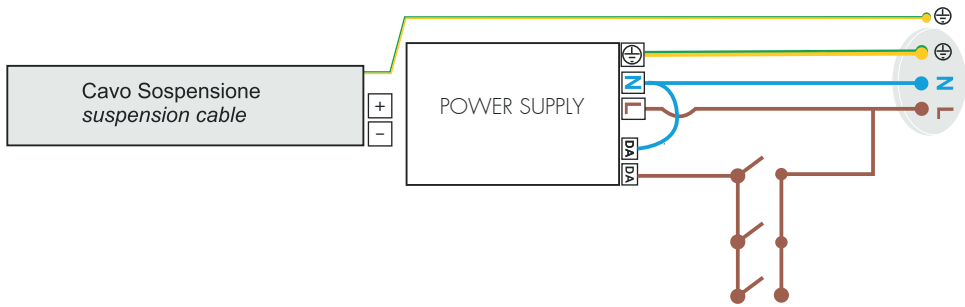 Cavo Sospensione
suspension cable
+
−
POWER SUPPLY
N
L
DA
DA
N
L